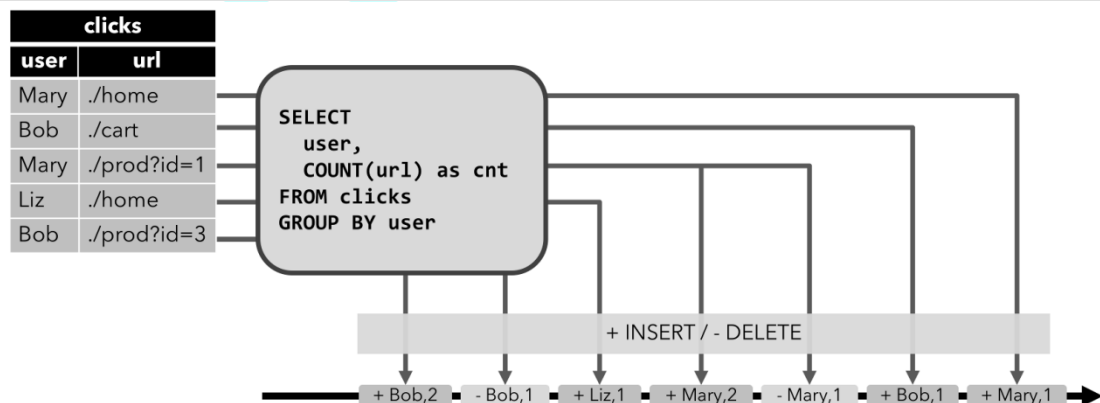 clicks
user url
Mary ./home
Bob ./cart
Mary ./prod?id=1
Liz ./home
Bob ./prod?id=3
SELECT
user,
COUNT(url) as cnt
FROM clicks
GROUP BY user
+ INSERT / - DELETE
+ Bob,2 - Bob,1 + Liz,1 + Mary,2 - Mary,1 + Bob,1 + Mary,1